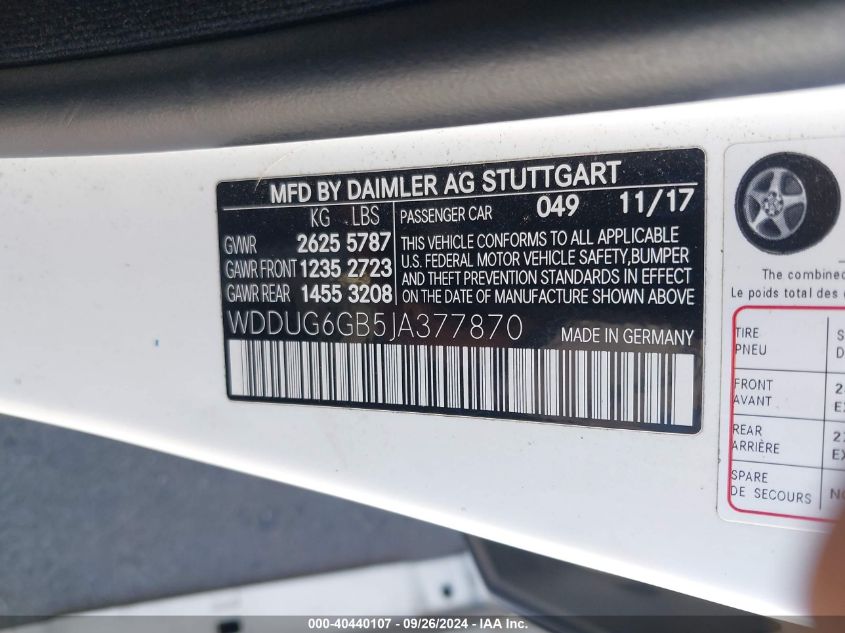 MFD BY DAIMLER AG STUTTGART
KG LBS
GVWR 2625 5787
GAWR FRONT 1235 2723
GAWR REAR 1455 3208
PASSENGER CAR 049 11/17
THIS VEHICLE CONFORMS TO ALL APPLICABLE
U.S. FEDERAL MOTOR VEHICLE SAFETY,BUMPER
AND THEFT PREVENTION STANDARDS IN EFFECT
ON THE DATE OF MANUFACTURE SHOWN ABOVE
WDDUG6GB5JA377870 MADE IN GERMANY
The combined
Le poids total des
TIRE
PNEU
FRONT
AVANT
REAR
ARRIÈRE
SPARE
DE SECOURS
000-40440107 - 09/26/2024 - IAA Inc.